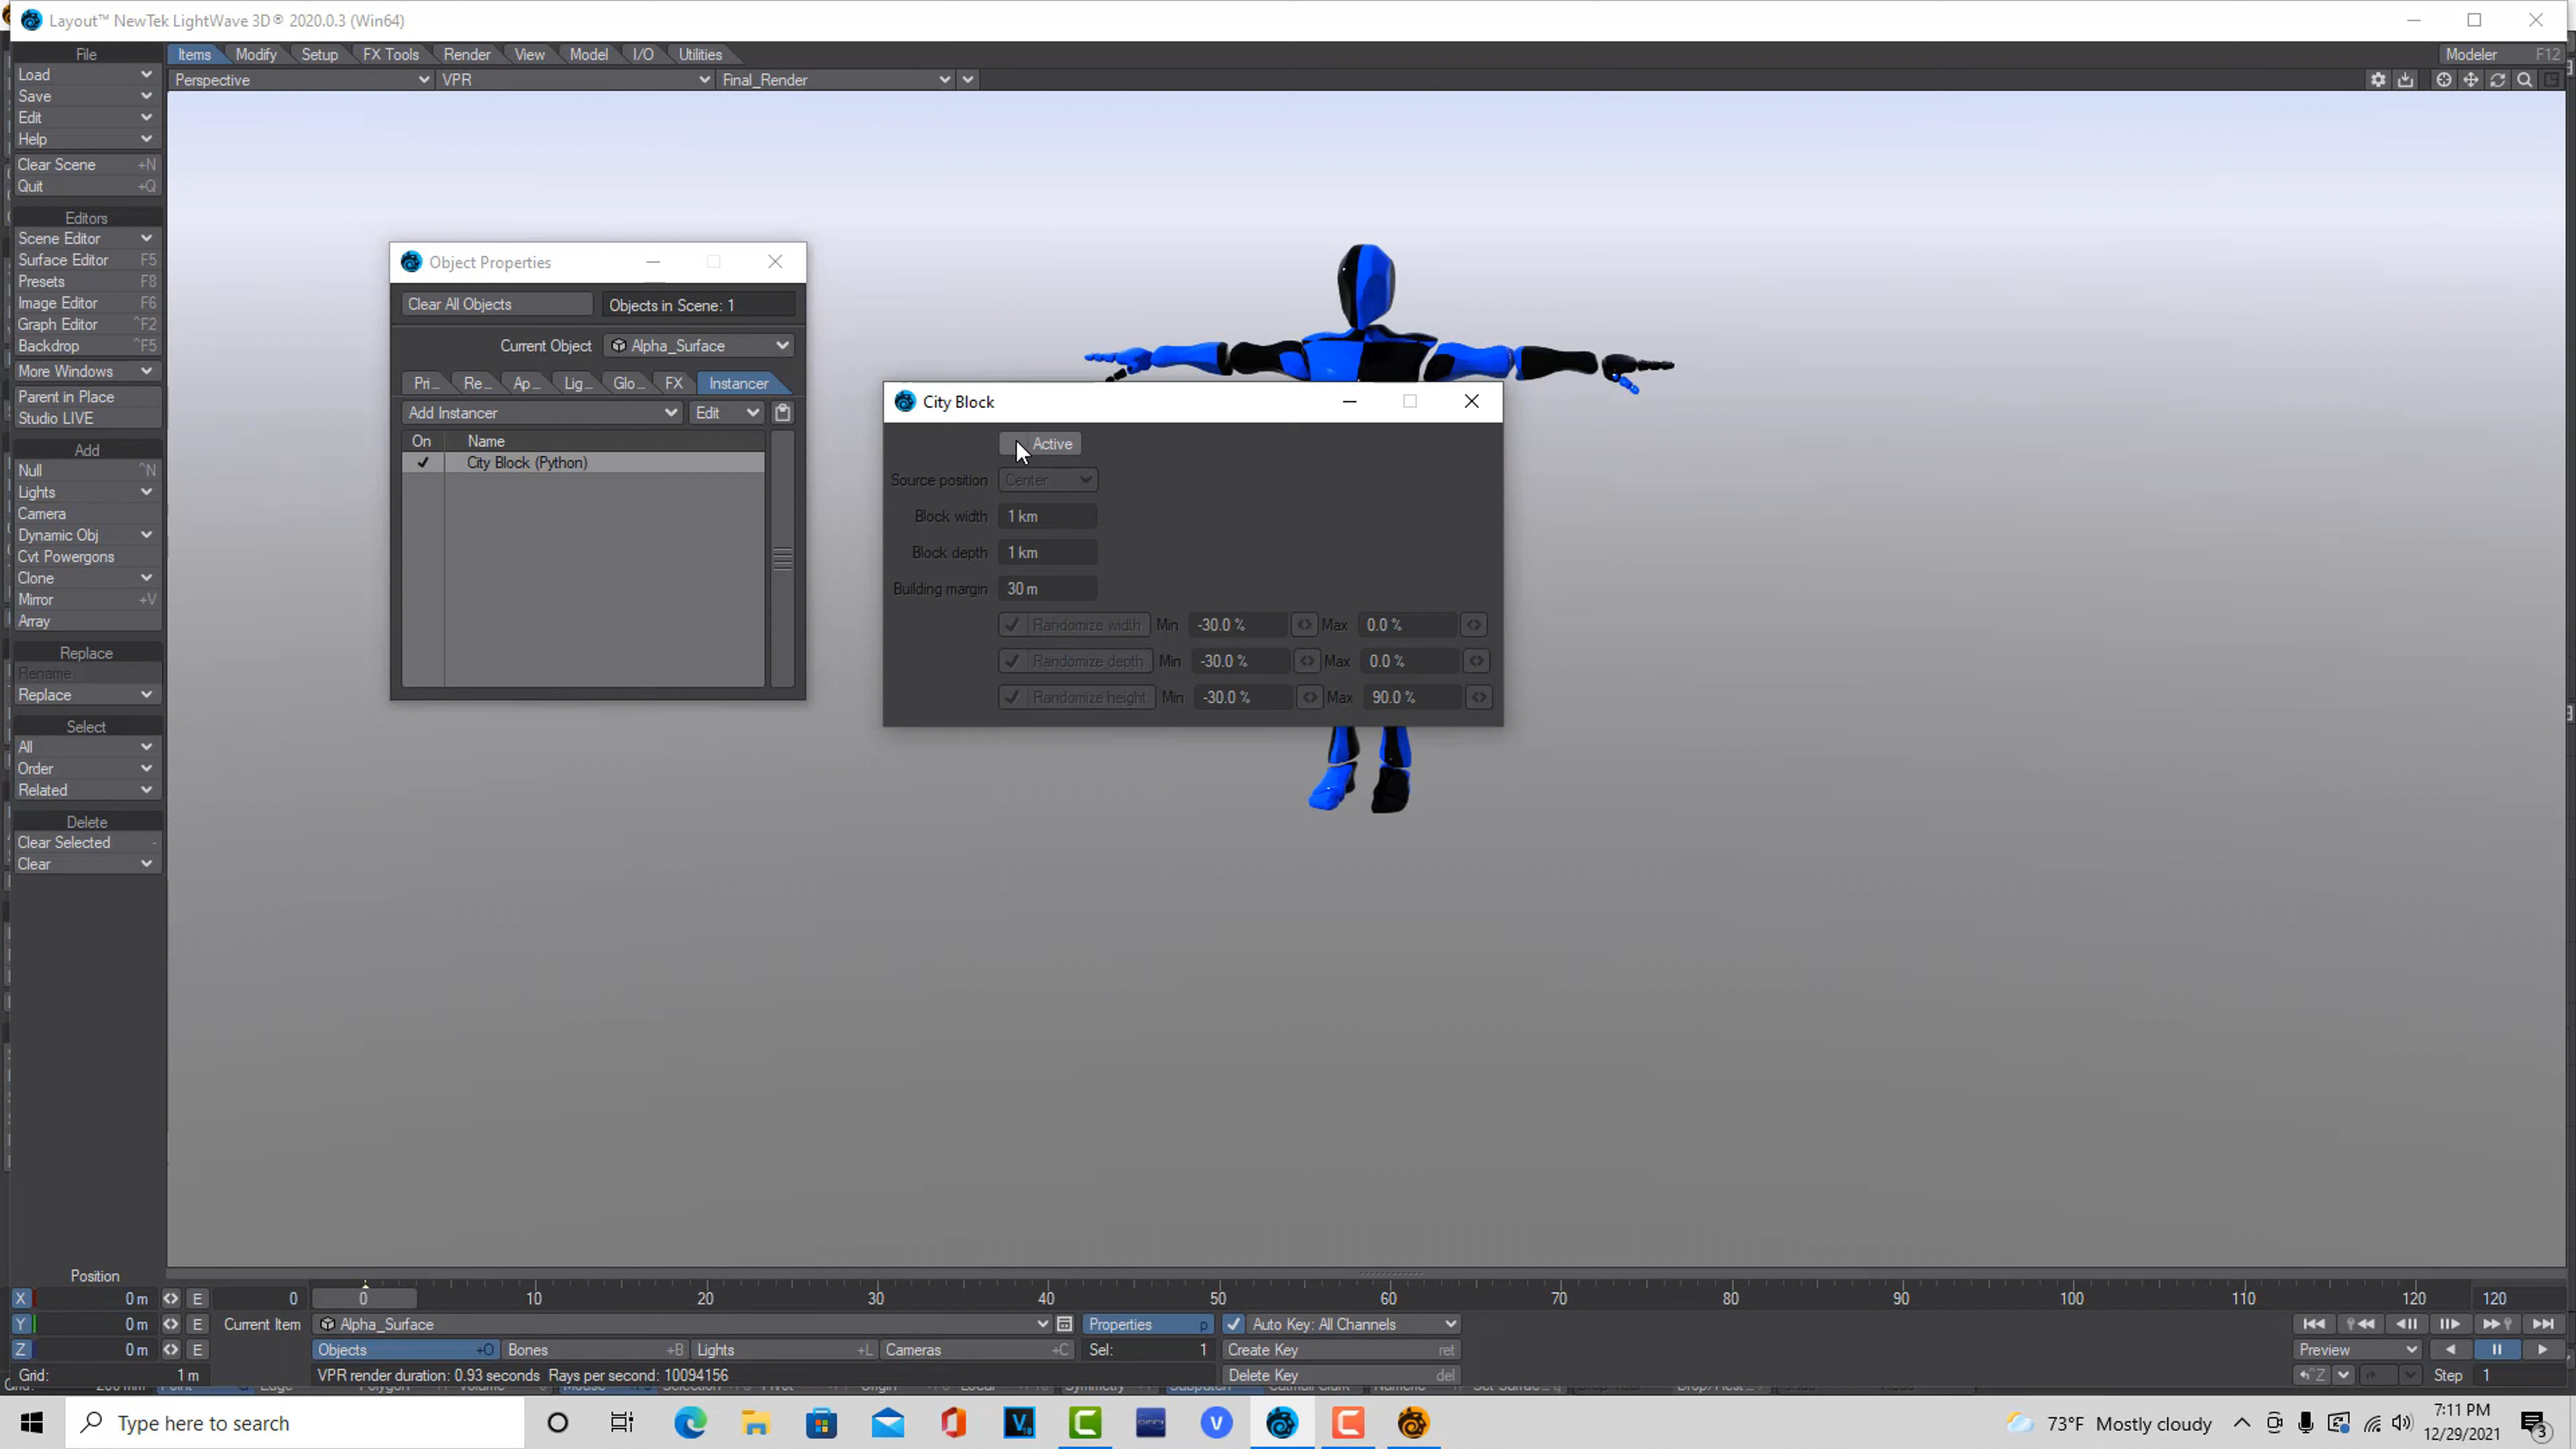 Layout™ NewTek LightWave 3D® 2020.0.3 (Win64)
File
Items Modify Setup FX Tools Render View Model I/O Utilities
Modeler F12
Load
Perspective VPR Final_Render
Save
Edit
Help
Clear Scene +N
Quit +Q
Editors
Scene Editor
Surface Editor F5
Presets F8
Image Editor F6
Graph Editor ^F2
Backdrop ^F5
More Windows
Parent in Place
Studio LIVE
Add
Null ^N
Lights
Camera
Dynamic Obj
Cvt Powergons
Clone
Mirror +V
Array
Replace
Rename
Replace
Select
All
Order
Related
Delete
Clear Selected -
Clear
Object Properties
Clear All Objects Objects in Scene: 1
Current Object Alpha_Surface
Pri... Re... Ap... Lig... Glo... FX Instancer
Add Instancer Edit
On Name
City Block (Python)
City Block
Active
Source position Center
Block width 1 km
Block depth 1 km
Building margin 30 m
Randomize width Min -30.0 % Max 0.0 %
Randomize depth Min -30.0 % Max 0.0 %
Randomize height Min -30.0 % Max 90.0 %
Position
X 0 m E 0 0 10 20 30 40 50 60 70 80 90 100 110 120 120
Y 0 m E Current Item Alpha_Surface Properties p Auto Key: All Channels
Z 0 m E Objects +O Bones +B Lights +L Cameras +C Sel: 1 Create Key ret Preview
Grid: 1 m VPR render duration: 0.93 seconds Rays per second: 10094156 Delete Key del ^Z Step 1
Type here to search
73°F Mostly cloudy
7:11 PM
12/29/2021
3